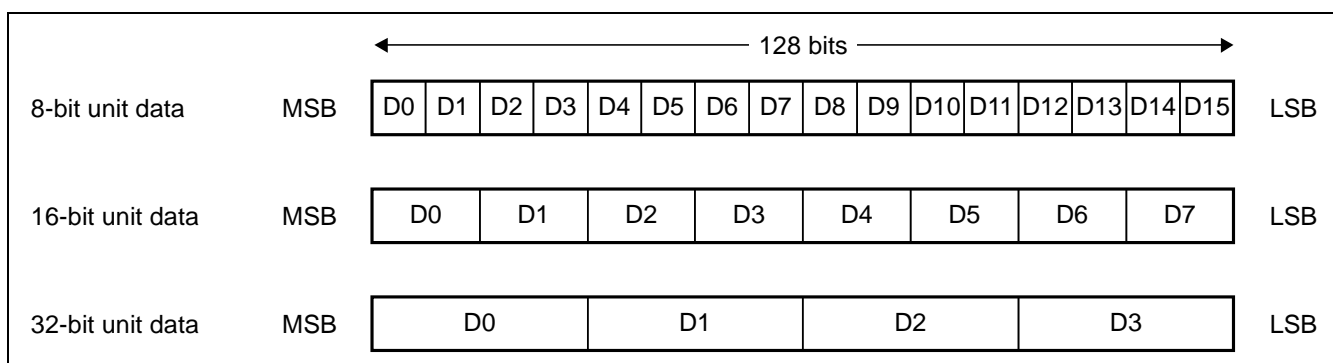 128 bits
8-bit unit data MSB D0 D1 D2 D3 D4 D5 D6 D7 D8 D9 D10 D11 D12 D13 D14 D15 LSB
16-bit unit data MSB D0 D1 D2 D3 D4 D5 D6 D7 LSB
32-bit unit data MSB D0 D1 D2 D3 LSB